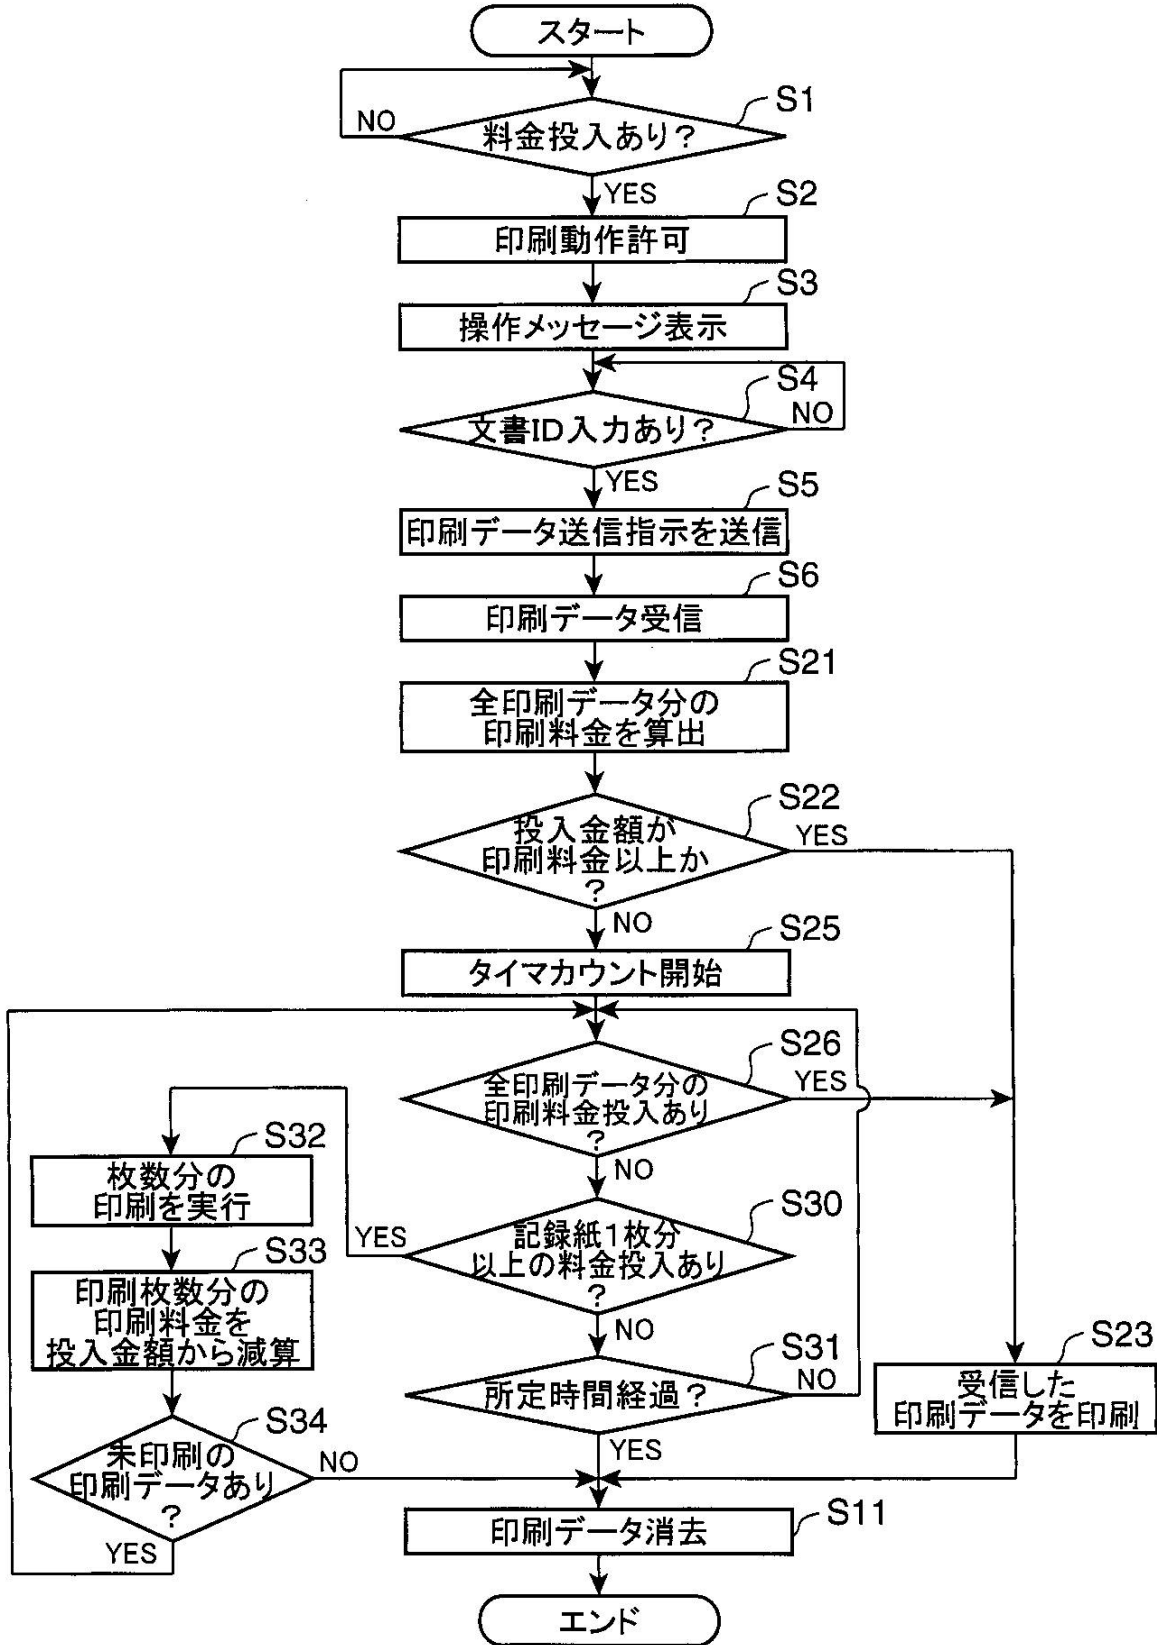 スタート
S1
NO
料金投入あり?
YES
S2
印刷動作許可
S3
操作メッセージ表示
S4
NO
文書ID入力あり?
YES
S5
印刷データ送信指示を送信
S6
印刷データ受信
S21
全印刷データ分の
印刷料金を算出
S22
投入金額が
YES
印刷料金以上か
?
NO
S25
タイマカウント開始
S26
全印刷データ分の
YES
印刷料金投入あり
?
NO
S32
枚数分の
印刷を実行
S30
記録紙1枚分
YES
以上の料金投入あり
?
NO
S33
印刷枚数分の
印刷料金を
投入金額から減算
S31
所定時間経過?
NO
YES
S23
受信した
印刷データを印刷
S34
未印刷の
NO
印刷データあり
?
YES
S11
印刷データ消去
エンド